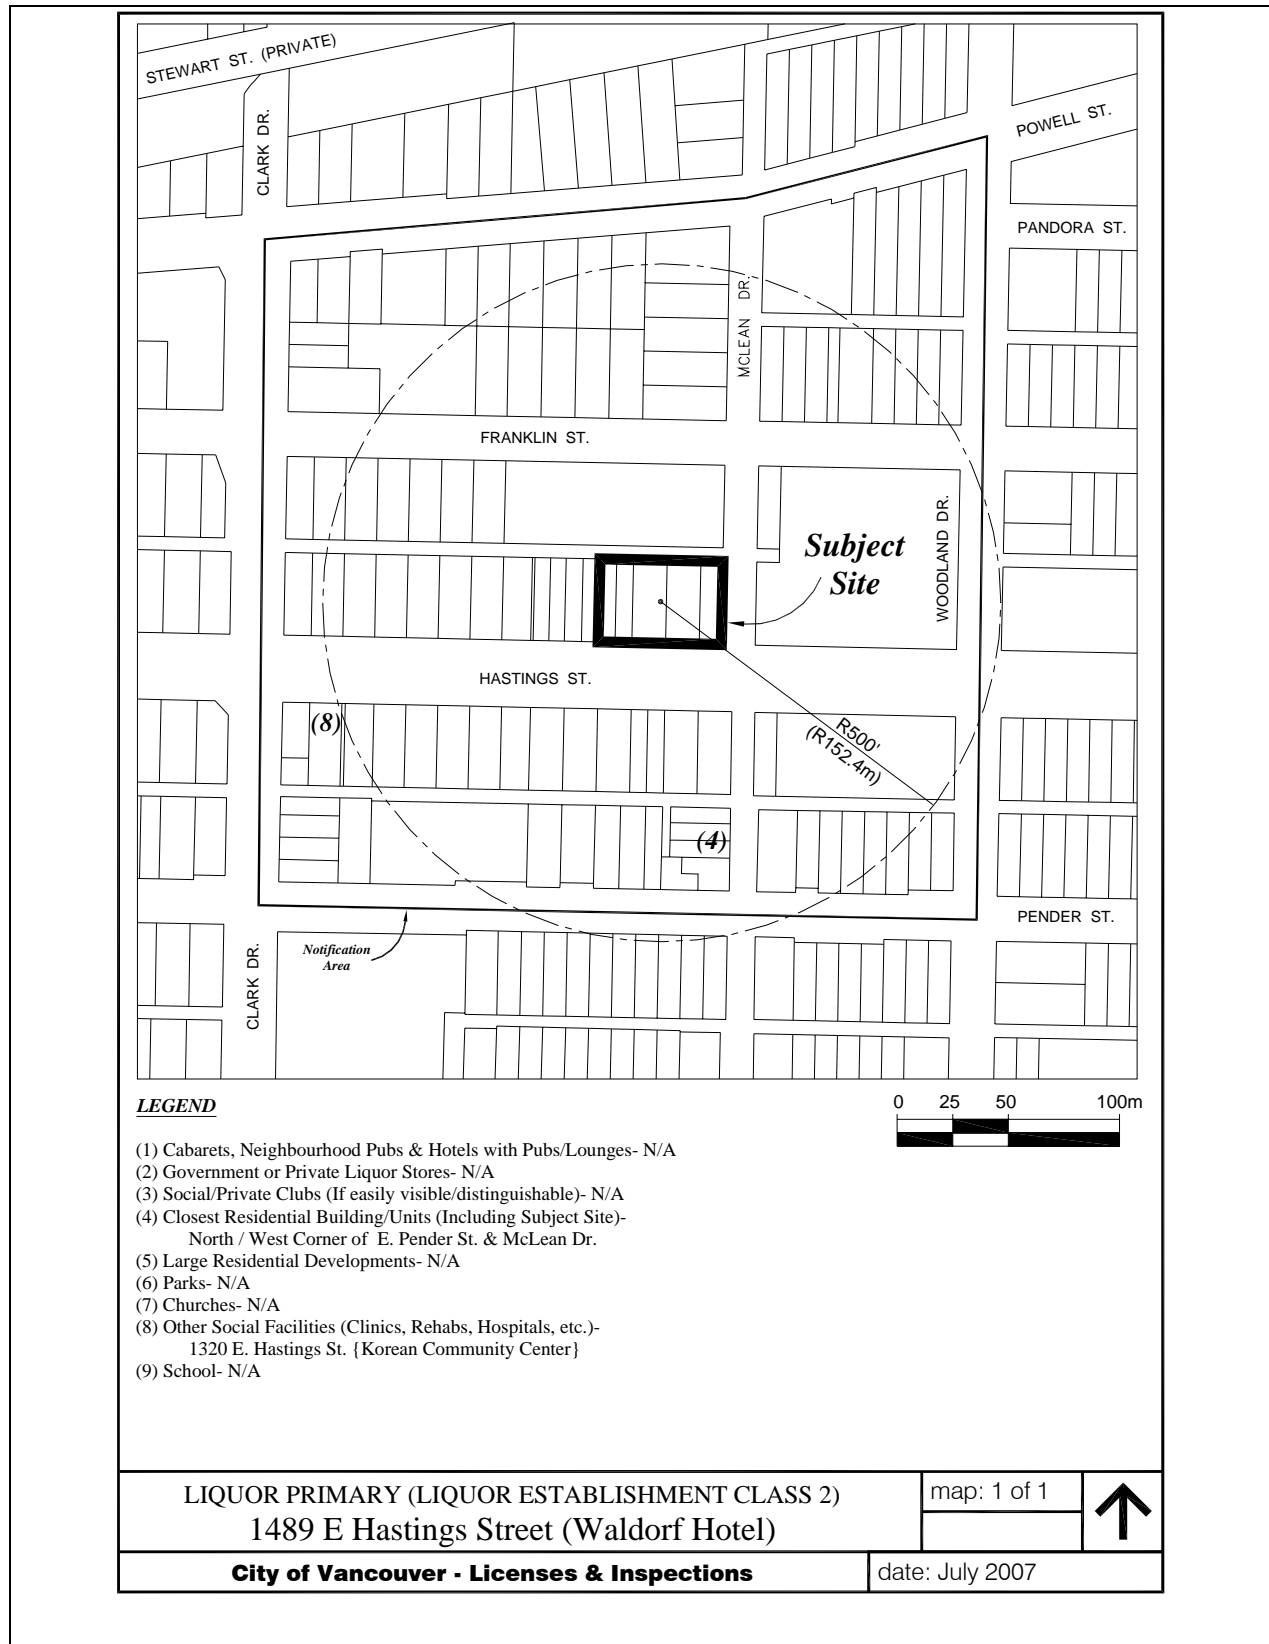 STEWART ST. (PRIVATE)
CLARK DR.
POWELL ST.
PANDORA ST.
MCLEAN DR.
FRANKLIN ST.
Subject
Site
WOODLAND DR.
HASTINGS ST.
(8)
R500'
(R152.4m)
(4)
PENDER ST.
Notification
Area
CLARK DR.
LEGEND
0 25 50 100m
(1) Cabarets, Neighbourhood Pubs & Hotels with Pubs/Lounges- N/A
(2) Government or Private Liquor Stores- N/A
(3) Social/Private Clubs (If easily visible/distinguishable)- N/A
(4) Closest Residential Building/Units (Including Subject Site)-
North / West Corner of E. Pender St. & McLean Dr.
(5) Large Residential Developments- N/A
(6) Parks- N/A
(7) Churches- N/A
(8) Other Social Facilities (Clinics, Rehabs, Hospitals, etc.)-
1320 E. Hastings St. {Korean Community Center}
(9) School- N/A
LIQUOR PRIMARY (LIQUOR ESTABLISHMENT CLASS 2)
1489 E Hastings Street (Waldorf Hotel)
map: 1 of 1
City of Vancouver - Licenses & Inspections
date: July 2007